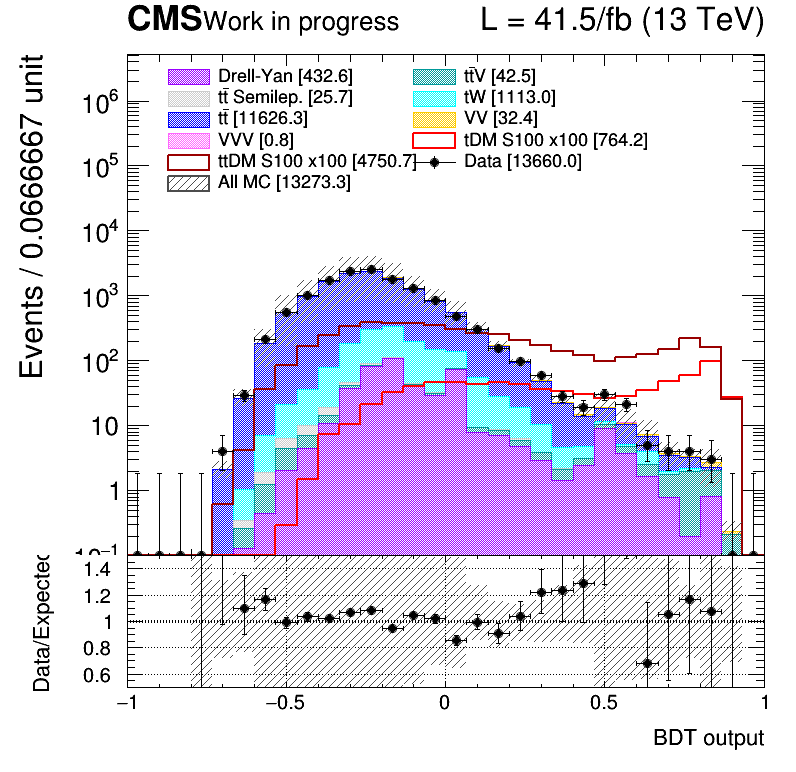 CMS Work in progress L = 41.5/fb (13 TeV)
Events / 0.0666667 unit
Drell-Yan [432.6] tt̄V [42.5]
tt̄ Semilep. [25.7] tW [1113.0]
tt̄ [11626.3] VV [32.4]
VVV [0.8] tDM S100 x100 [764.2]
ttDM S100 x100 [4750.7] Data [13660.0]
All MC [13273.3]
10⁶
10⁵
10⁴
10³
10²
10
1
10⁻¹
Data/Expected
1.4
1.2
1
0.8
0.6
−1 −0.5 0 0.5 1
BDT output